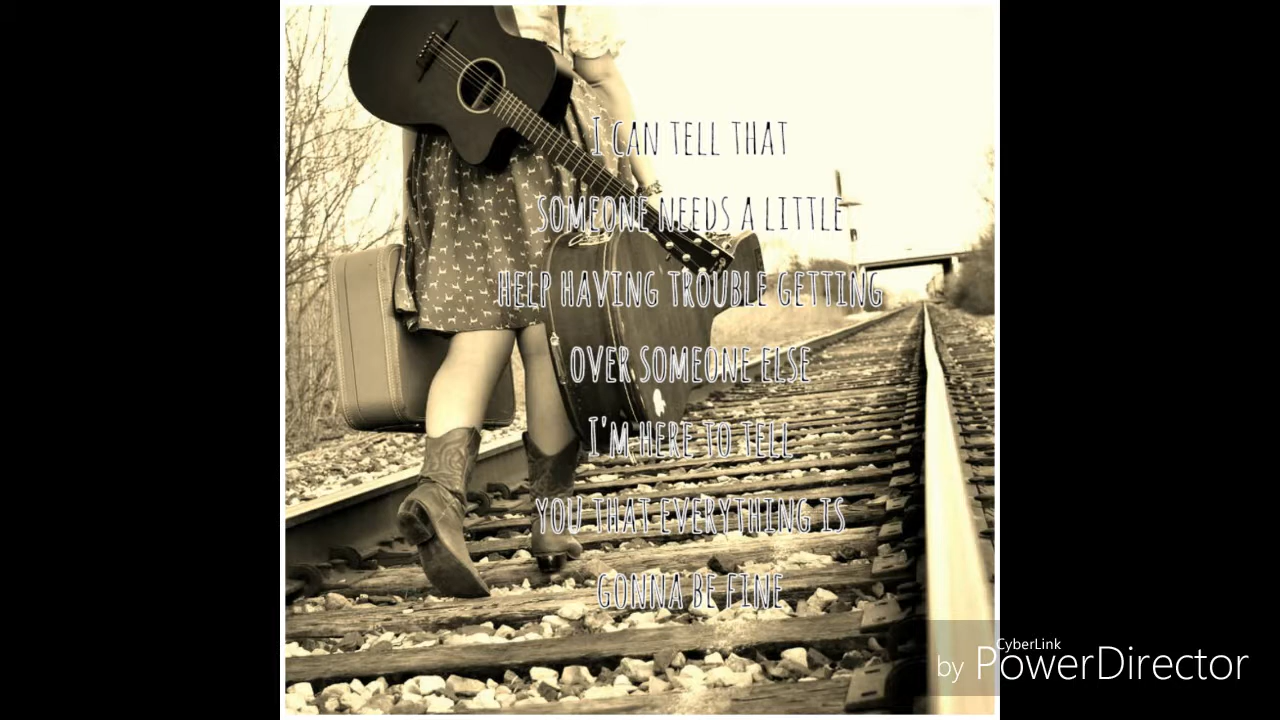 I CAN TELL THAT
SOMEONE NEEDS A LITTLE
HELP HAVING TROUBLE GETTING
OVER SOMEONE ELSE
I'M HERE TO TELL
YOU THAT EVERYTHING IS
GONNA BE FINE
CyberLink
by PowerDirector